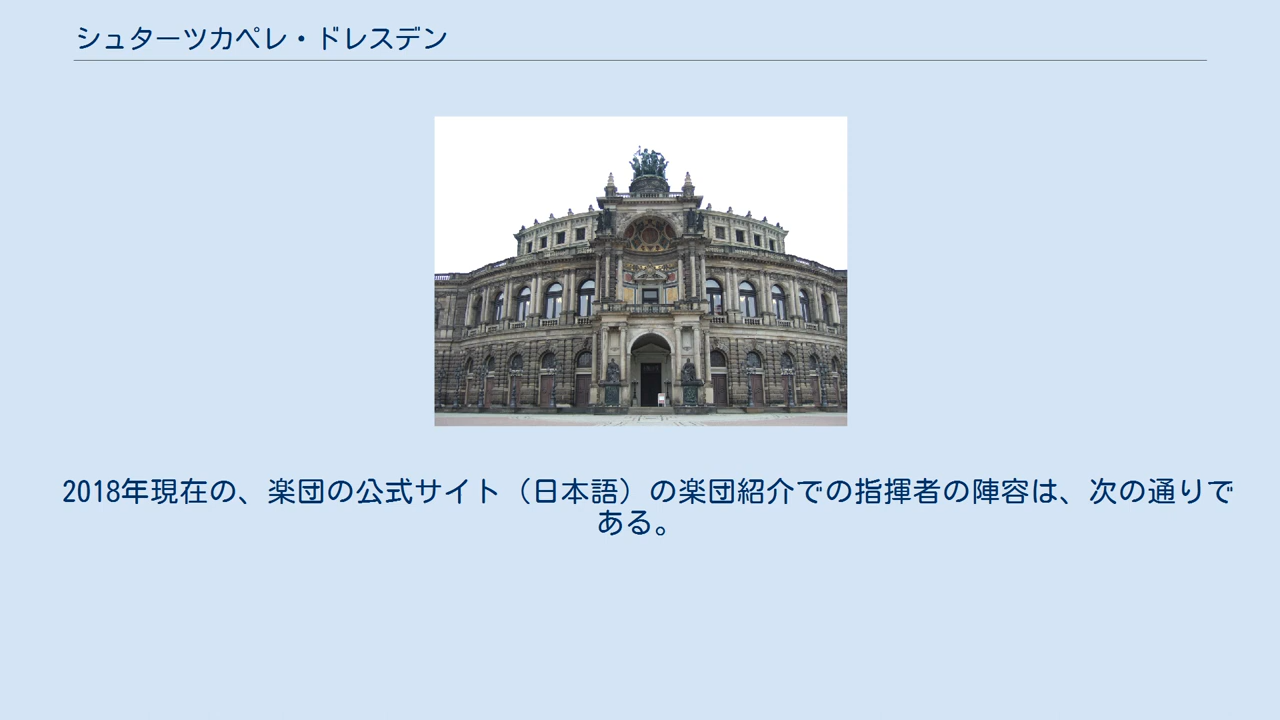 シュターツカペレ・ドレスデン
2018年現在の、楽団の公式サイト（日本語）の楽団紹介での指揮者の陣容は、次の通りで
ある。